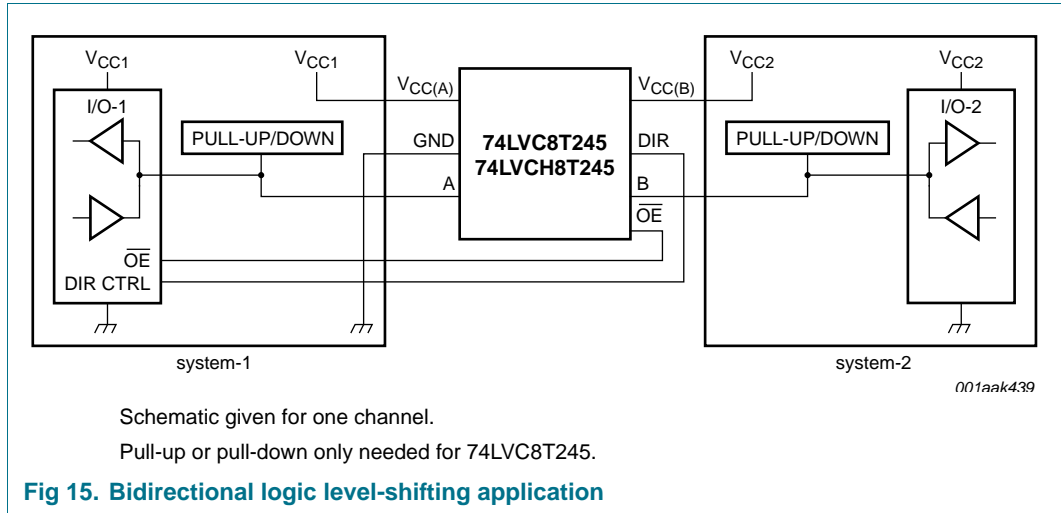 VCC1
VCC1
VCC2
VCC2
I/O-1
VCC(A)
VCC(B)
I/O-2
PULL-UP/DOWN
GND
74LVC8T245
74LVCH8T245
DIR
PULL-UP/DOWN
A
B
OE
OE
DIR CTRL
system-1
system-2
001aak439
Schematic given for one channel.
Pull-up or pull-down only needed for 74LVC8T245.
Fig 15. Bidirectional logic level-shifting application